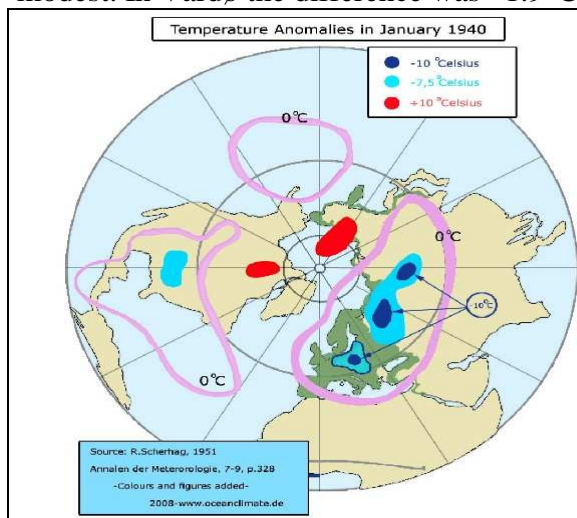 modest. In Vardø the difference was -1.9°C
Temperature Anomalies in January 1940
-10 °Celsius
-7,5 °Celsius
+10 °Celsius
0°C
0°C
-10°C
0°C
Source: R.Scherhag, 1951
Annalen der Meterorologie, 7-9, p.328
-Colours and figures added-
2008-www.oceanclimate.de